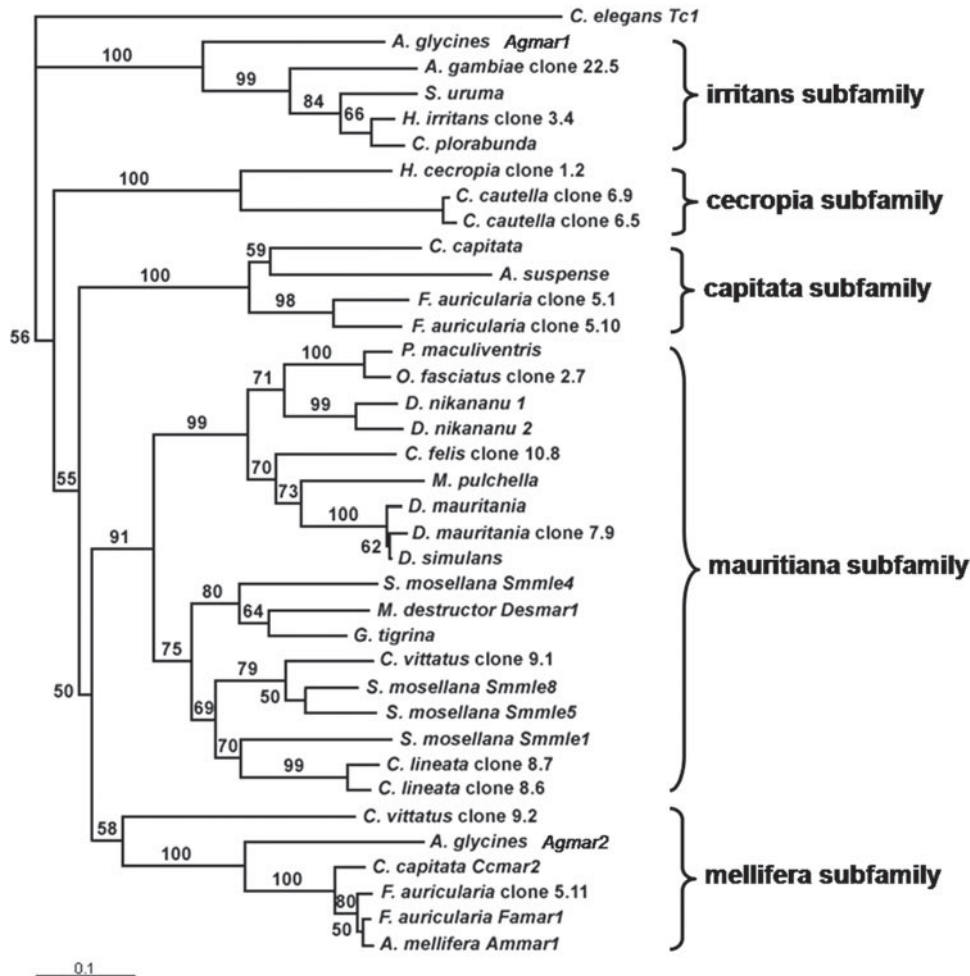 C. elegans Tc1
A. glycines Agmar1
100
A. gambiae clone 22.5
99
S. uruma
84
66
H. irritans clone 3.4
C. plorabunda
irritans subfamily
H. cecropia clone 1.2
100
C. cautella clone 6.9
C. cautella clone 6.5
cecropia subfamily
C. capitata
59
100
A. suspense
F. auricularia clone 5.1
98
F. auricularia clone 5.10
capitata subfamily
56
P. maculiventris
100
71
O. fasciatus clone 2.7
D. nikananu 1
99
D. nikananu 2
99
C. felis clone 10.8
70
55
M. pulchella
73
D. mauritania
100
D. mauritania clone 7.9
62
D. simulans
91
mauritiana subfamily
S. mosellana Smmle4
80
M. destructor Desmar1
64
G. tigrina
75
C. vittatus clone 9.1
79
S. mosellana Smmle8
50
50
S. mosellana Smmle5
69
S. mosellana Smmle1
70
C. lineata clone 8.7
99
C. lineata clone 8.6
C. vittatus clone 9.2
58
A. glycines Agmar2
100
C. capitata Ccmar2
100
F. auricularia clone 5.11
80
F. auricularia Famar1
50
A. mellifera Ammar1
mellifera subfamily
0.1